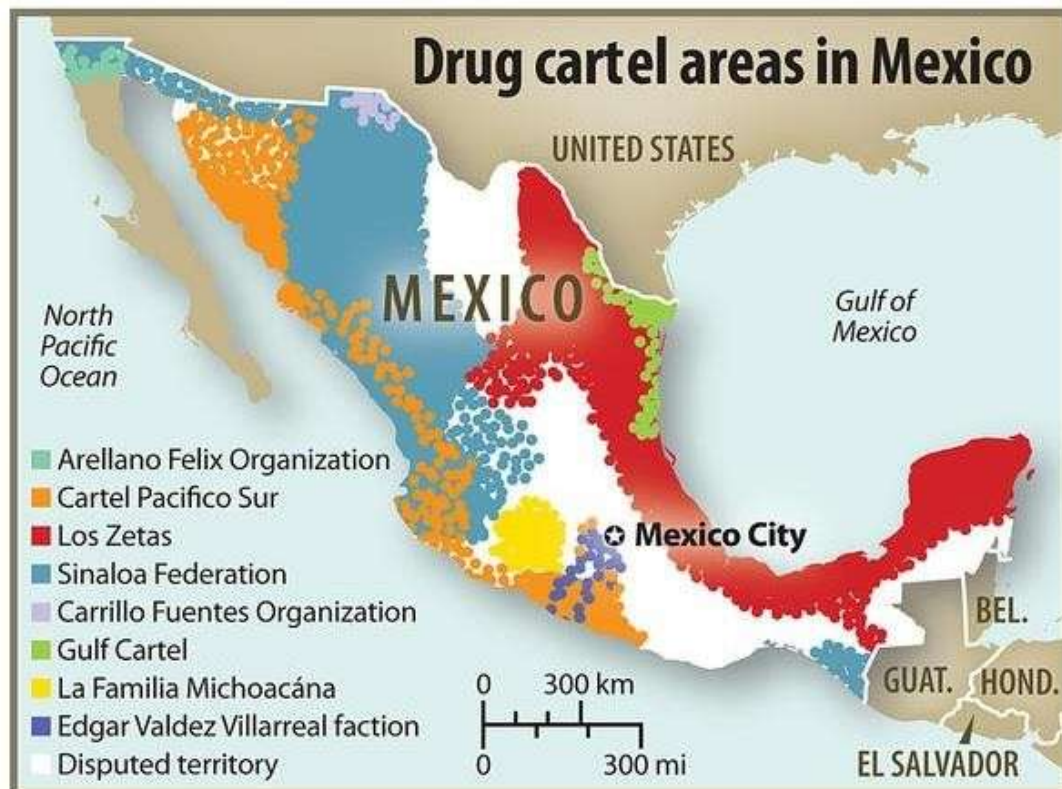 Drug cartel areas in Mexico
UNITED STATES
MEXICO
North
Pacific
Ocean
Gulf of
Mexico
Mexico City
Arellano Felix Organization
Cartel Pacifico Sur
Los Zetas
Sinaloa Federation
Carrillo Fuentes Organization
Gulf Cartel
La Familia Michoacána
Edgar Valdez Villarreal faction
Disputed territory
0 300 km
0 300 mi
BEL.
GUAT.
HOND.
EL SALVADOR